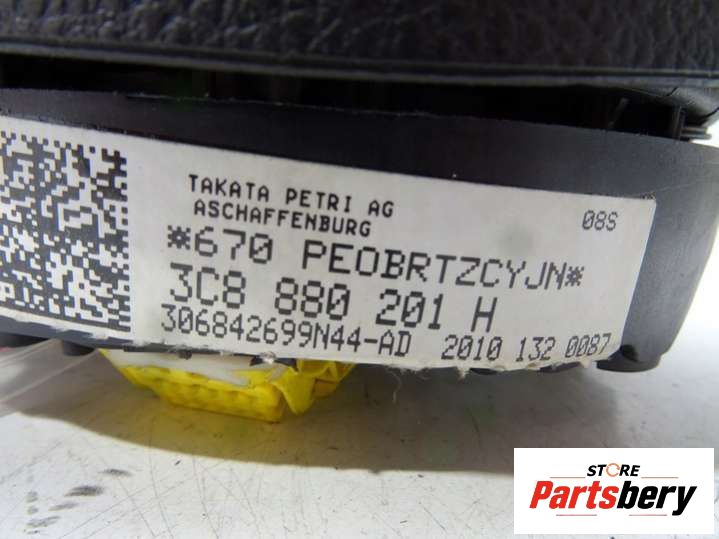 TAKATA PETRI AG
ASCHAFFENBURG
08S
*670 PEOBRTZCYJN*
3C8 880 201 H
306842699N44-AD 2010 132 0087
STORE
Partsbery